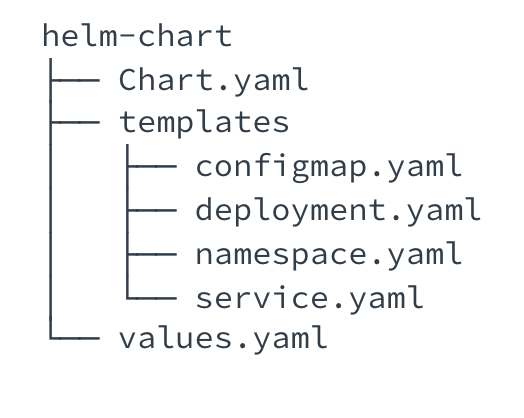 helm-chart
├── Chart.yaml
├── templates
│   ├── configmap.yaml
│   ├── deployment.yaml
│   ├── namespace.yaml
│   └── service.yaml
└── values.yaml